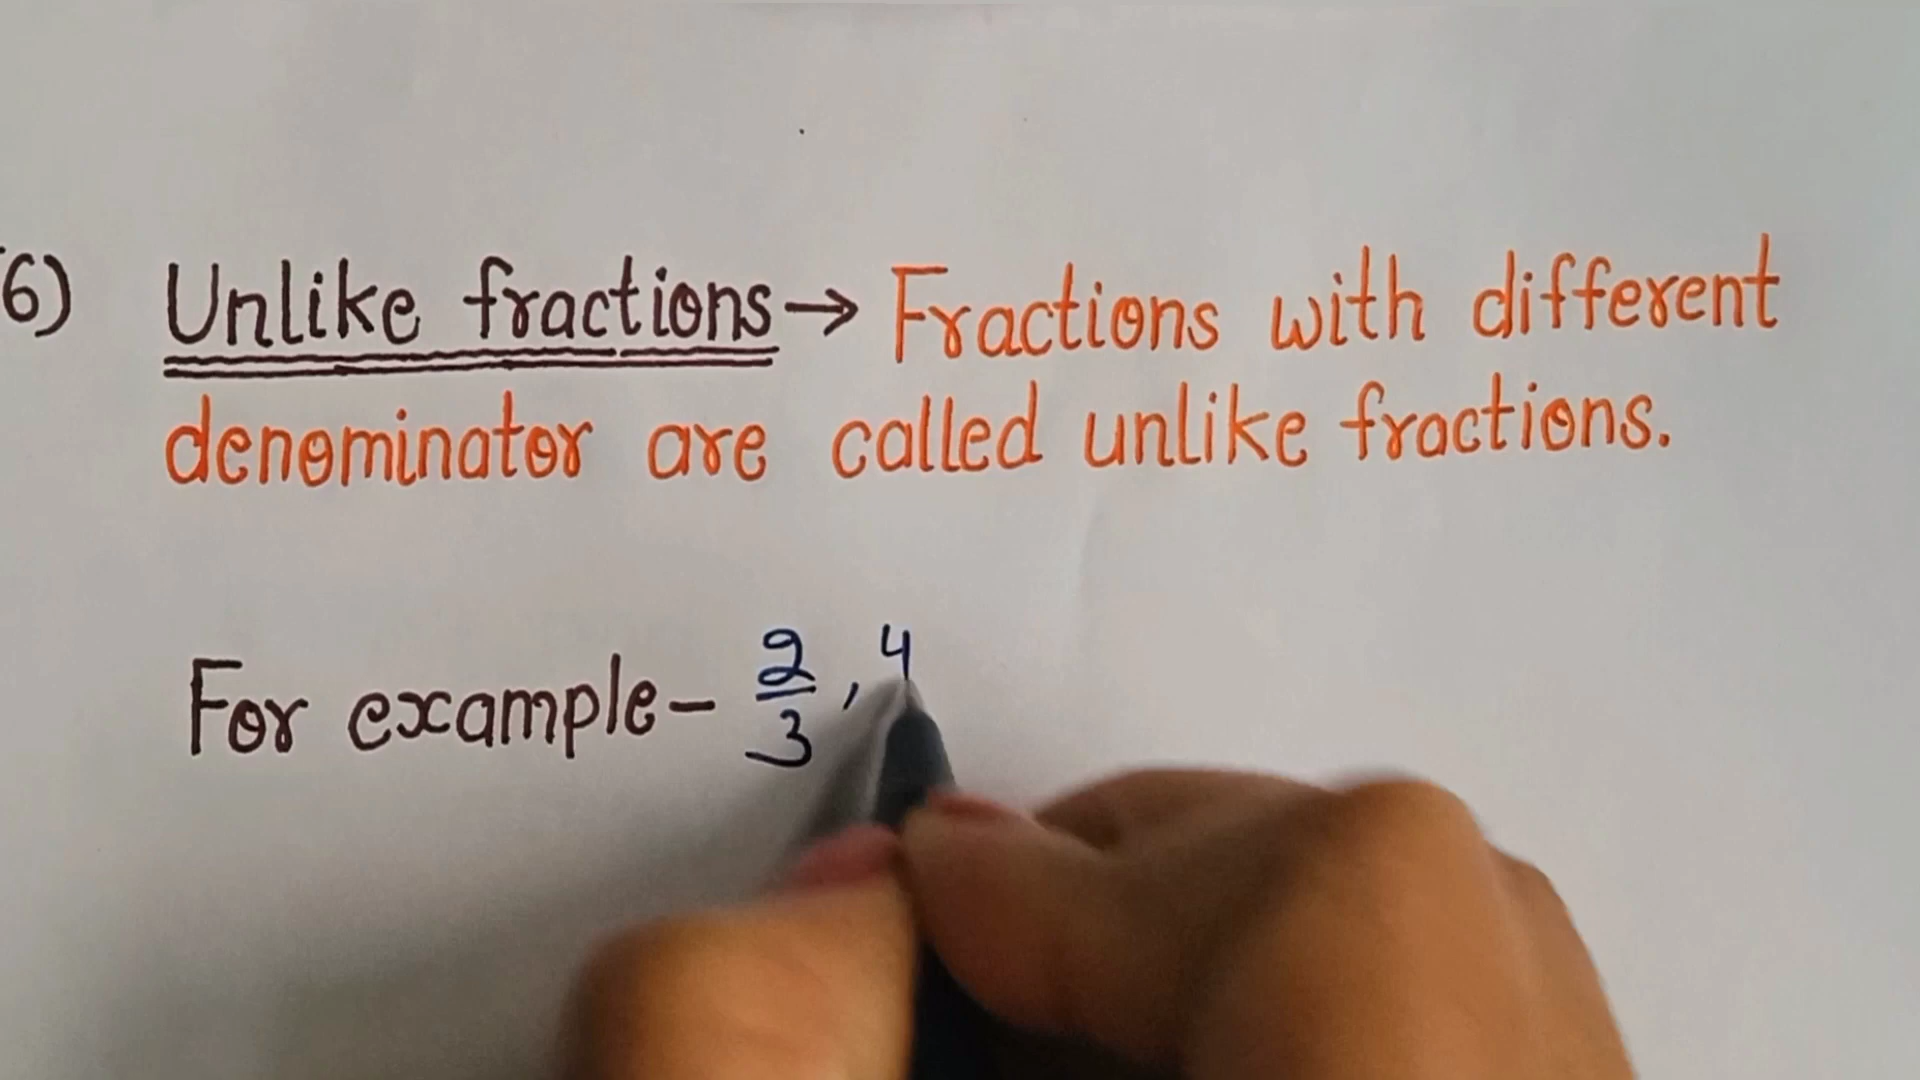 6) Unlike fractions → Fractions with different
denominator are called unlike fractions.
For example- 2/3, 4